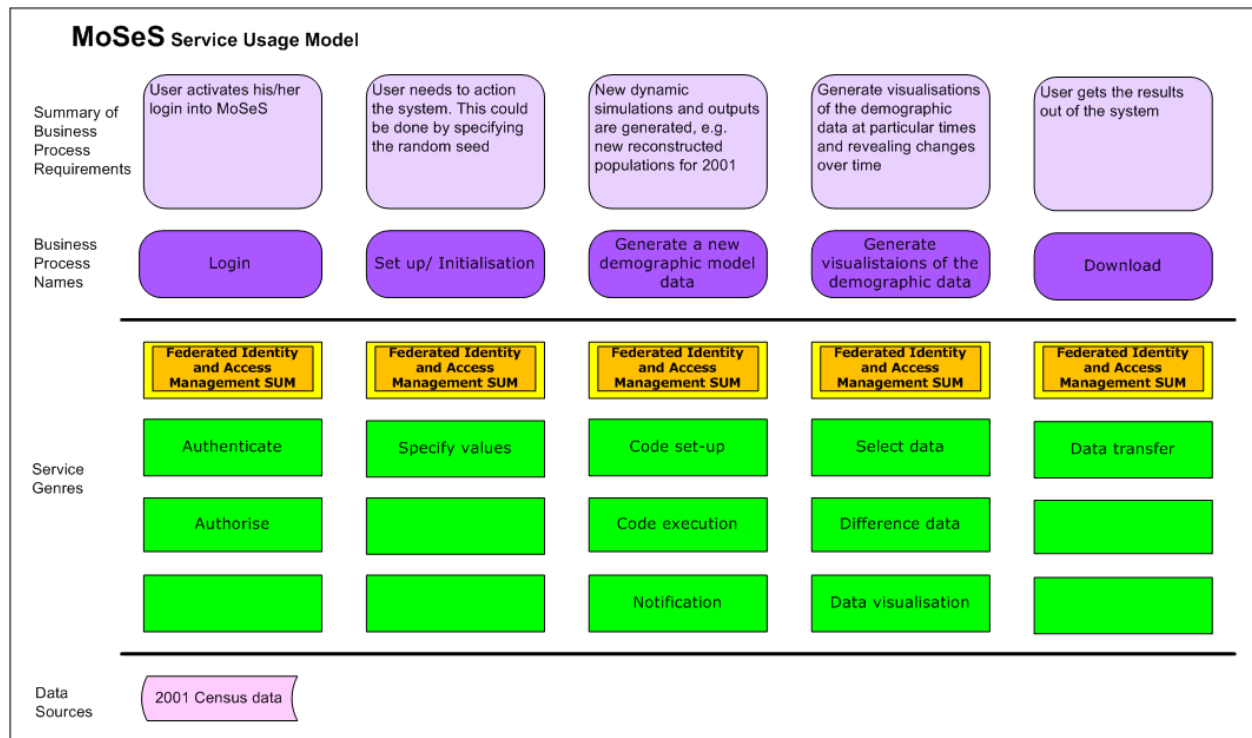 MoSeS Service Usage Model
Summary of
Business
Process
Requirements
User activates his/her
login into MoSeS
User needs to action
the system. This could
be done by specifying
the random seed
New dynamic
simulations and outputs
are generated, e.g.
new reconstructed
populations for 2001
Generate visualisations
of the demographic
data at particular times
and revealing changes
over time
User gets the results
out of the system
Business
Process
Names
Login
Set up/ Initialisation
Generate a new
demographic model
data
Generate
visualistaions of the
demographic data
Download
Service
Genres
Federated Identity
and Access
Management SUM
Federated Identity
and Access
Management SUM
Federated Identity
and Access
Management SUM
Federated Identity
and Access
Management SUM
Federated Identity
and Access
Management SUM
Authenticate
Specify values
Code set-up
Select data
Data transfer
Authorise
Code execution
Difference data
Notification
Data visualisation
Data
Sources
2001 Census data